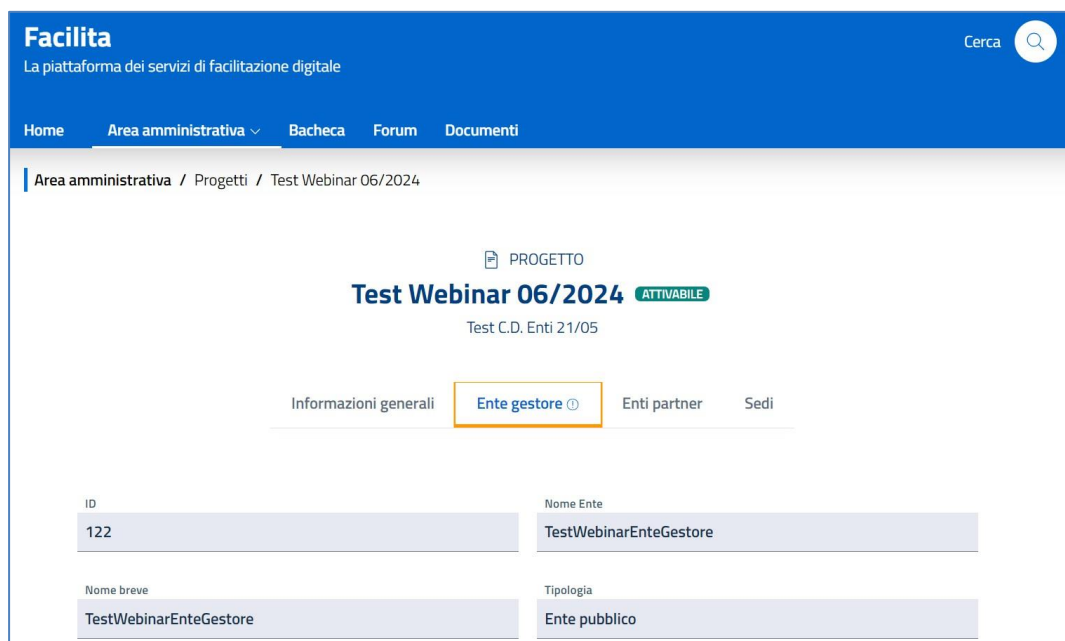 Facilita
La piattaforma dei servizi di facilitazione digitale
Cerca
Home Area amministrativa Bacheca Forum Documenti
Area amministrativa / Progetti / Test Webinar 06/2024
PROGETTO
Test Webinar 06/2024 ATTIVABILE
Test C.D. Enti 21/05
Informazioni generali Ente gestore Enti partner Sedi
ID Nome Ente
122 TestWebinarEnteGestore
Nome breve Tipologia
TestWebinarEnteGestore Ente pubblico